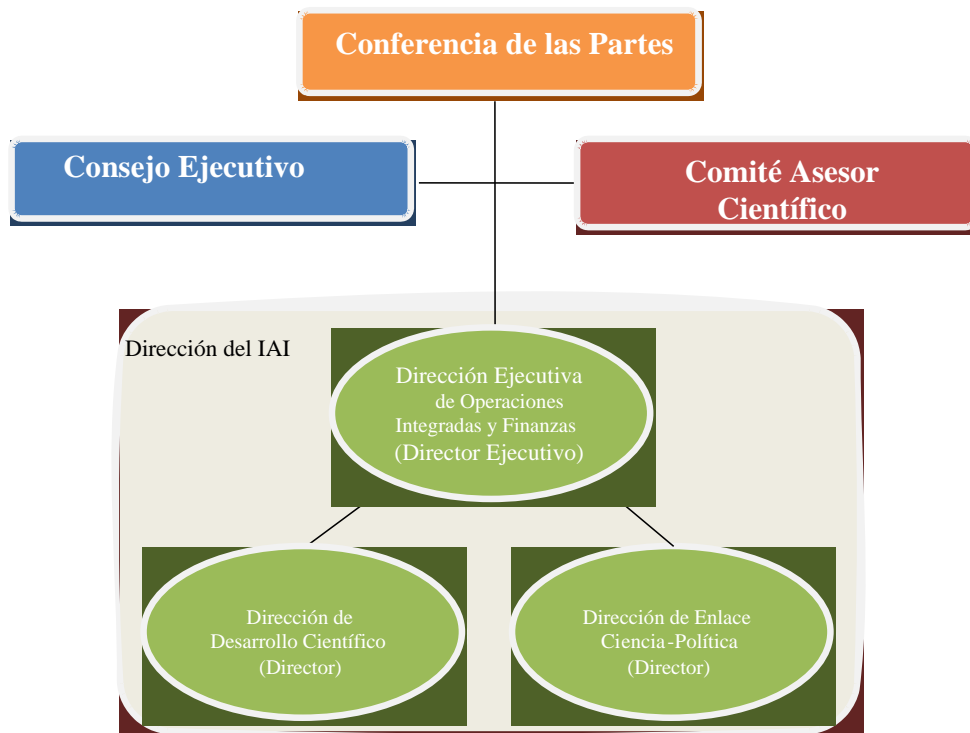 Conferencia de las Partes
Consejo Ejecutivo
Comité Asesor
Científico
Dirección del IAI
Dirección Ejecutiva
de Operaciones
Integradas y Finanzas
(Director Ejecutivo)
Dirección de
Desarrollo Científico
(Director)
Dirección de Enlace
Ciencia-Política
(Director)